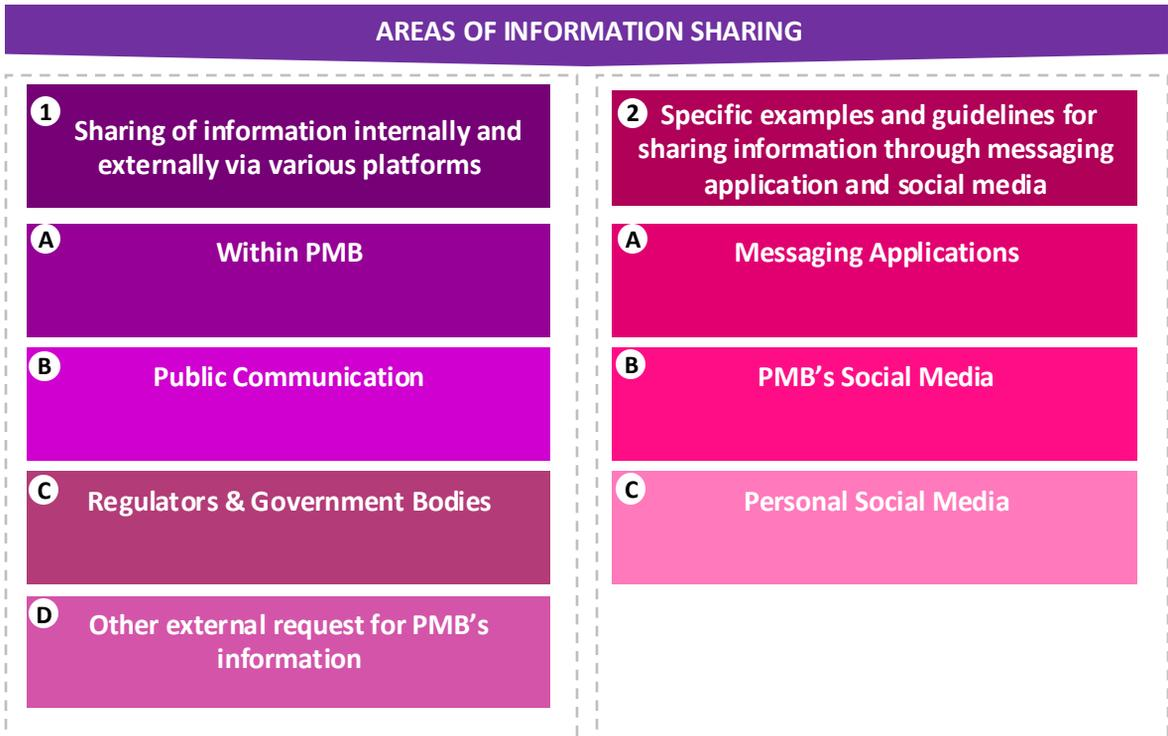 AREAS OF INFORMATION SHARING
1
Sharing of information internally and
externally via various platforms
A
Within PMB
B
Public Communication
C
Regulators & Government Bodies
D
Other external request for PMB’s
information
2
Specific examples and guidelines for
sharing information through messaging
application and social media
A
Messaging Applications
B
PMB’s Social Media
C
Personal Social Media